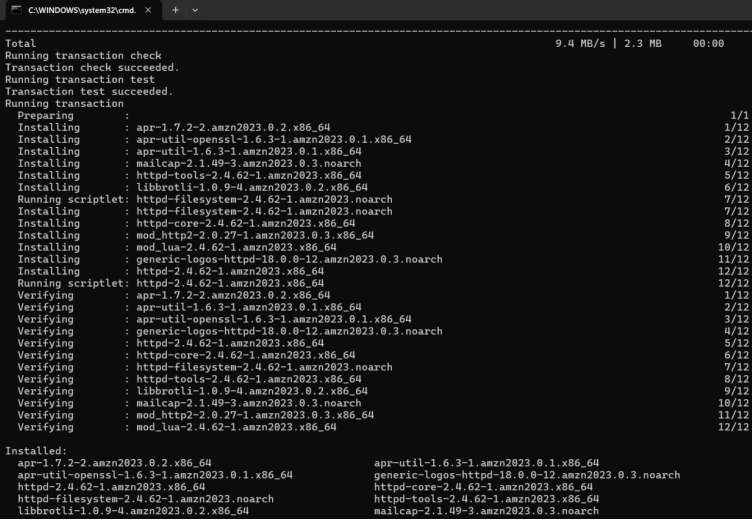 C:\WINDOWS\system32\cmd.
--------------------------------------------------------------------------------
Total 9.4 MB/s | 2.3 MB 00:00
Running transaction check
Transaction check succeeded.
Running transaction test
Transaction test succeeded.
Running transaction
Preparing : 1/1
Installing : apr-1.7.2-2.amzn2023.0.2.x86_64 1/12
Installing : apr-util-openssl-1.6.3-1.amzn2023.0.1.x86_64 2/12
Installing : apr-util-1.6.3-1.amzn2023.0.1.x86_64 3/12
Installing : mailcap-2.1.49-3.amzn2023.0.3.noarch 4/12
Installing : httpd-tools-2.4.62-1.amzn2023.x86_64 5/12
Installing : libbrotli-1.0.9-4.amzn2023.0.2.x86_64 6/12
Running scriptlet: httpd-filesystem-2.4.62-1.amzn2023.noarch 7/12
Installing : httpd-filesystem-2.4.62-1.amzn2023.noarch 7/12
Installing : httpd-core-2.4.62-1.amzn2023.x86_64 8/12
Installing : mod_http2-2.0.27-1.amzn2023.0.3.x86_64 9/12
Installing : mod_lua-2.4.62-1.amzn2023.x86_64 10/12
Installing : generic-logos-httpd-18.0.0-12.amzn2023.0.3.noarch 11/12
Installing : httpd-2.4.62-1.amzn2023.x86_64 12/12
Running scriptlet: httpd-2.4.62-1.amzn2023.x86_64 12/12
Verifying : apr-1.7.2-2.amzn2023.0.2.x86_64 1/12
Verifying : apr-util-1.6.3-1.amzn2023.0.1.x86_64 2/12
Verifying : apr-util-openssl-1.6.3-1.amzn2023.0.1.x86_64 3/12
Verifying : generic-logos-httpd-18.0.0-12.amzn2023.0.3.noarch 4/12
Verifying : httpd-2.4.62-1.amzn2023.x86_64 5/12
Verifying : httpd-core-2.4.62-1.amzn2023.x86_64 6/12
Verifying : httpd-filesystem-2.4.62-1.amzn2023.noarch 7/12
Verifying : httpd-tools-2.4.62-1.amzn2023.x86_64 8/12
Verifying : libbrotli-1.0.9-4.amzn2023.0.2.x86_64 9/12
Verifying : mailcap-2.1.49-3.amzn2023.0.3.noarch 10/12
Verifying : mod_http2-2.0.27-1.amzn2023.0.3.x86_64 11/12
Verifying : mod_lua-2.4.62-1.amzn2023.x86_64 12/12
Installed:
apr-1.7.2-2.amzn2023.0.2.x86_64 apr-util-1.6.3-1.amzn2023.0.1.x86_64
apr-util-openssl-1.6.3-1.amzn2023.0.1.x86_64 generic-logos-httpd-18.0.0-12.amzn2023.0.3.noarch
httpd-2.4.62-1.amzn2023.x86_64 httpd-core-2.4.62-1.amzn2023.x86_64
httpd-filesystem-2.4.62-1.amzn2023.noarch httpd-tools-2.4.62-1.amzn2023.x86_64
libbrotli-1.0.9-4.amzn2023.0.2.x86_64 mailcap-2.1.49-3.amzn2023.0.3.noarch